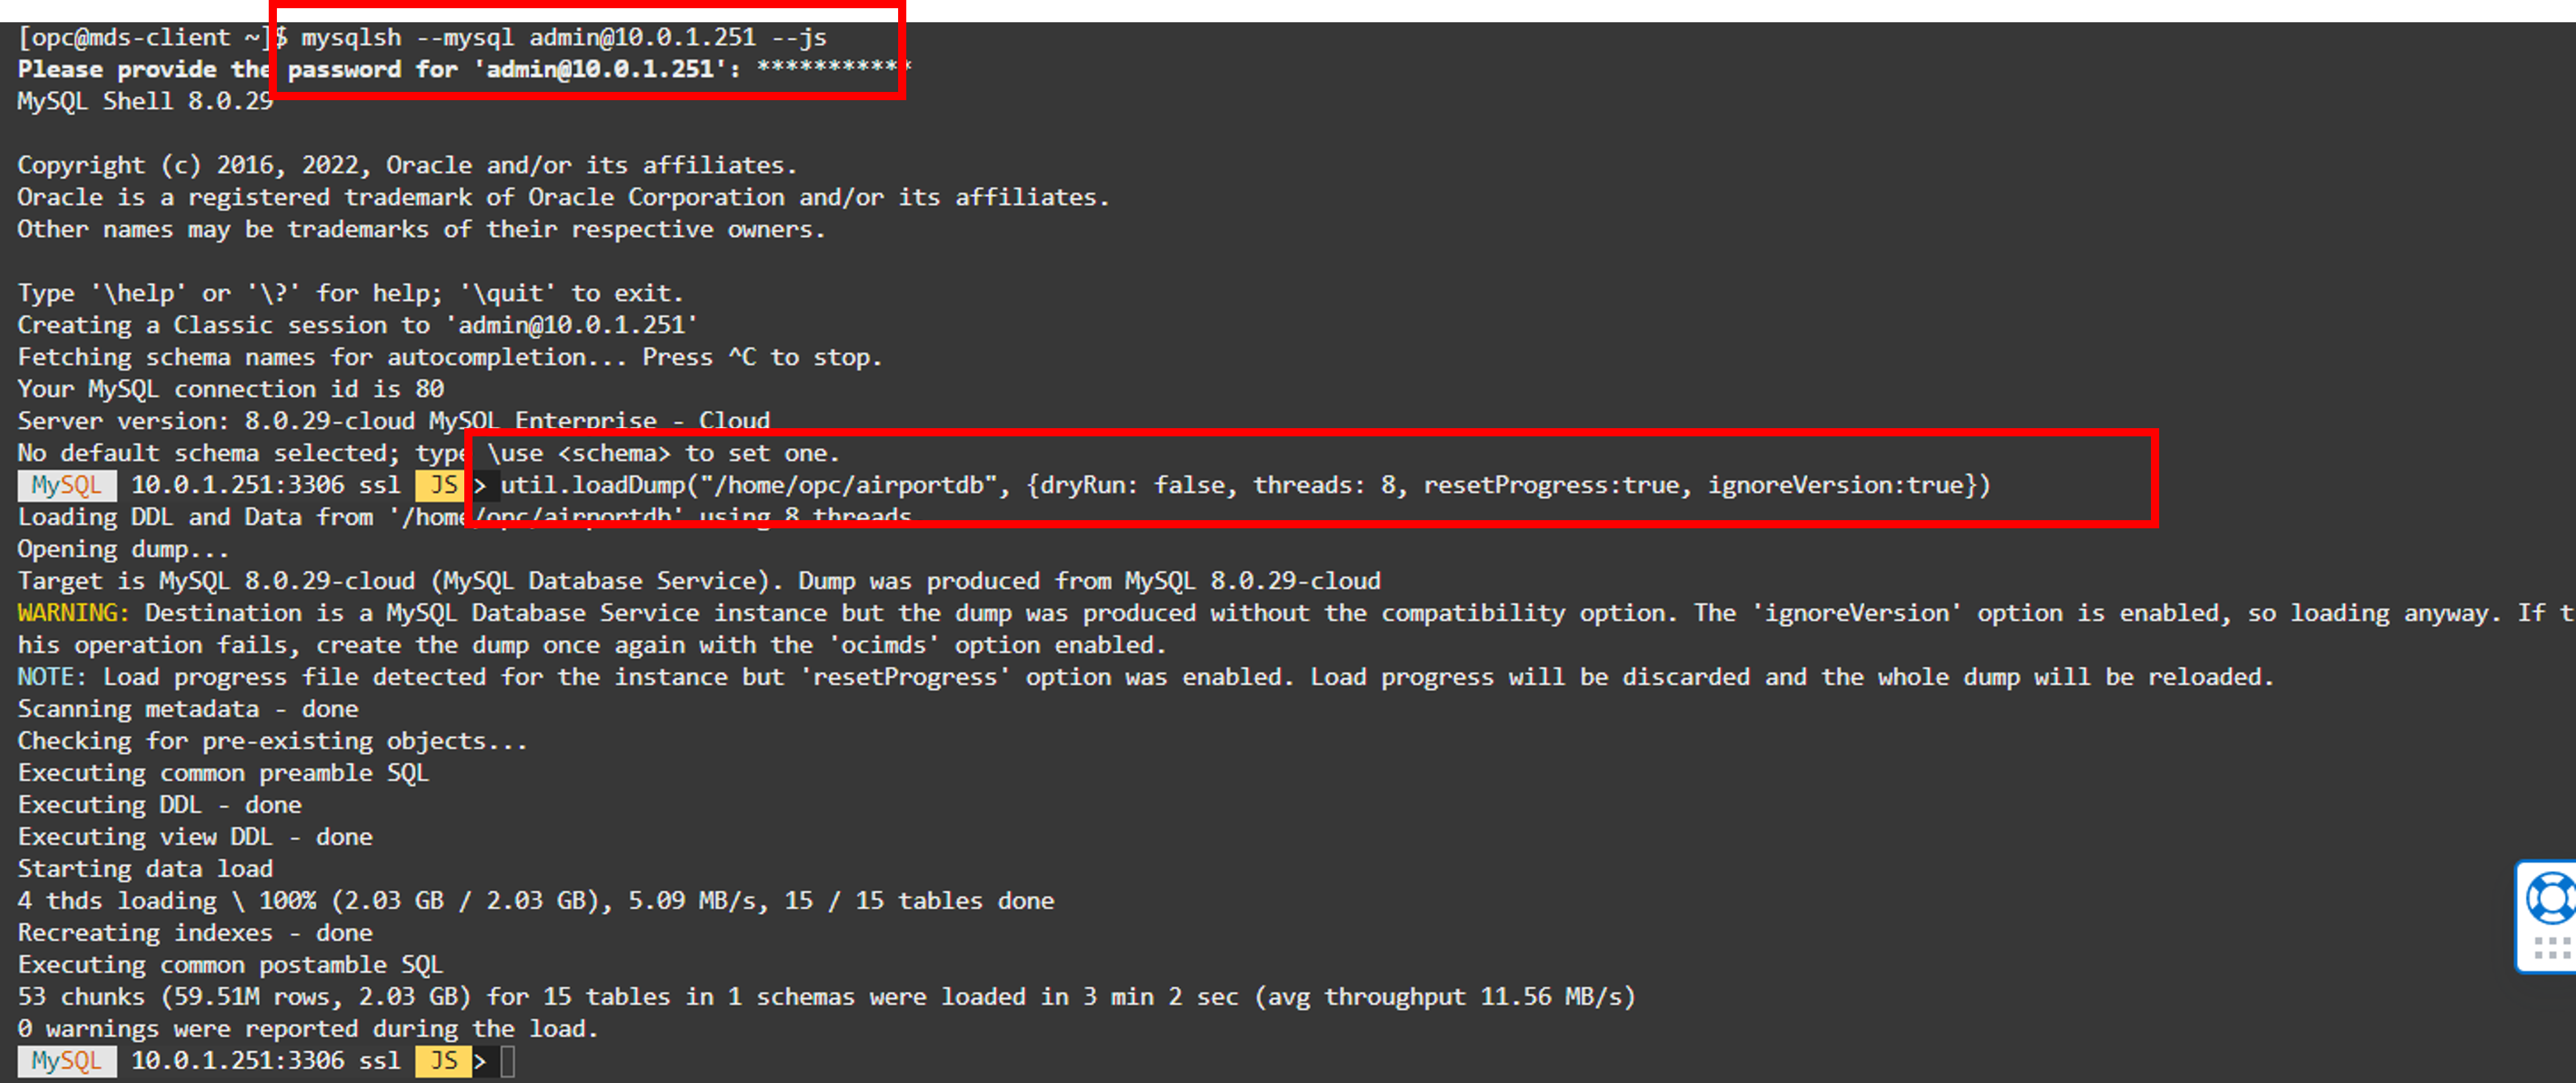 [opc@mds-client ~]$ mysqlsh --mysql admin@10.0.1.251 --js
Please provide the password for 'admin@10.0.1.251': ***********
MySQL Shell 8.0.29
Copyright (c) 2016, 2022, Oracle and/or its affiliates.
Oracle is a registered trademark of Oracle Corporation and/or its affiliates.
Other names may be trademarks of their respective owners.
Type '\help' or '\?' for help; '\quit' to exit.
Creating a Classic session to 'admin@10.0.1.251'
Fetching schema names for autocompletion... Press ^C to stop.
Your MySQL connection id is 80
Server version: 8.0.29-cloud MySQL Enterprise - Cloud
No default schema selected; type \use <schema> to set one.
MySQL 10.0.1.251:3306 ssl JS > util.loadDump("/home/opc/airportdb", {dryRun: false, threads: 8, resetProgress:true, ignoreVersion:true})
Loading DDL and Data from '/home/opc/airportdb' using 8 threads
Opening dump...
Target is MySQL 8.0.29-cloud (MySQL Database Service). Dump was produced from MySQL 8.0.29-cloud
WARNING: Destination is a MySQL Database Service instance but the dump was produced without the compatibility option. The 'ignoreVersion' option is enabled, so loading anyway. If t
his operation fails, create the dump once again with the 'ocimds' option enabled.
NOTE: Load progress file detected for the instance but 'resetProgress' option was enabled. Load progress will be discarded and the whole dump will be reloaded.
Scanning metadata - done
Checking for pre-existing objects...
Executing common preamble SQL
Executing DDL - done
Executing view DDL - done
Starting data load
4 thds loading \ 100% (2.03 GB / 2.03 GB), 5.09 MB/s, 15 / 15 tables done
Recreating indexes - done
Executing common postamble SQL
53 chunks (59.51M rows, 2.03 GB) for 15 tables in 1 schemas were loaded in 3 min 2 sec (avg throughput 11.56 MB/s)
0 warnings were reported during the load.
MySQL 10.0.1.251:3306 ssl JS >